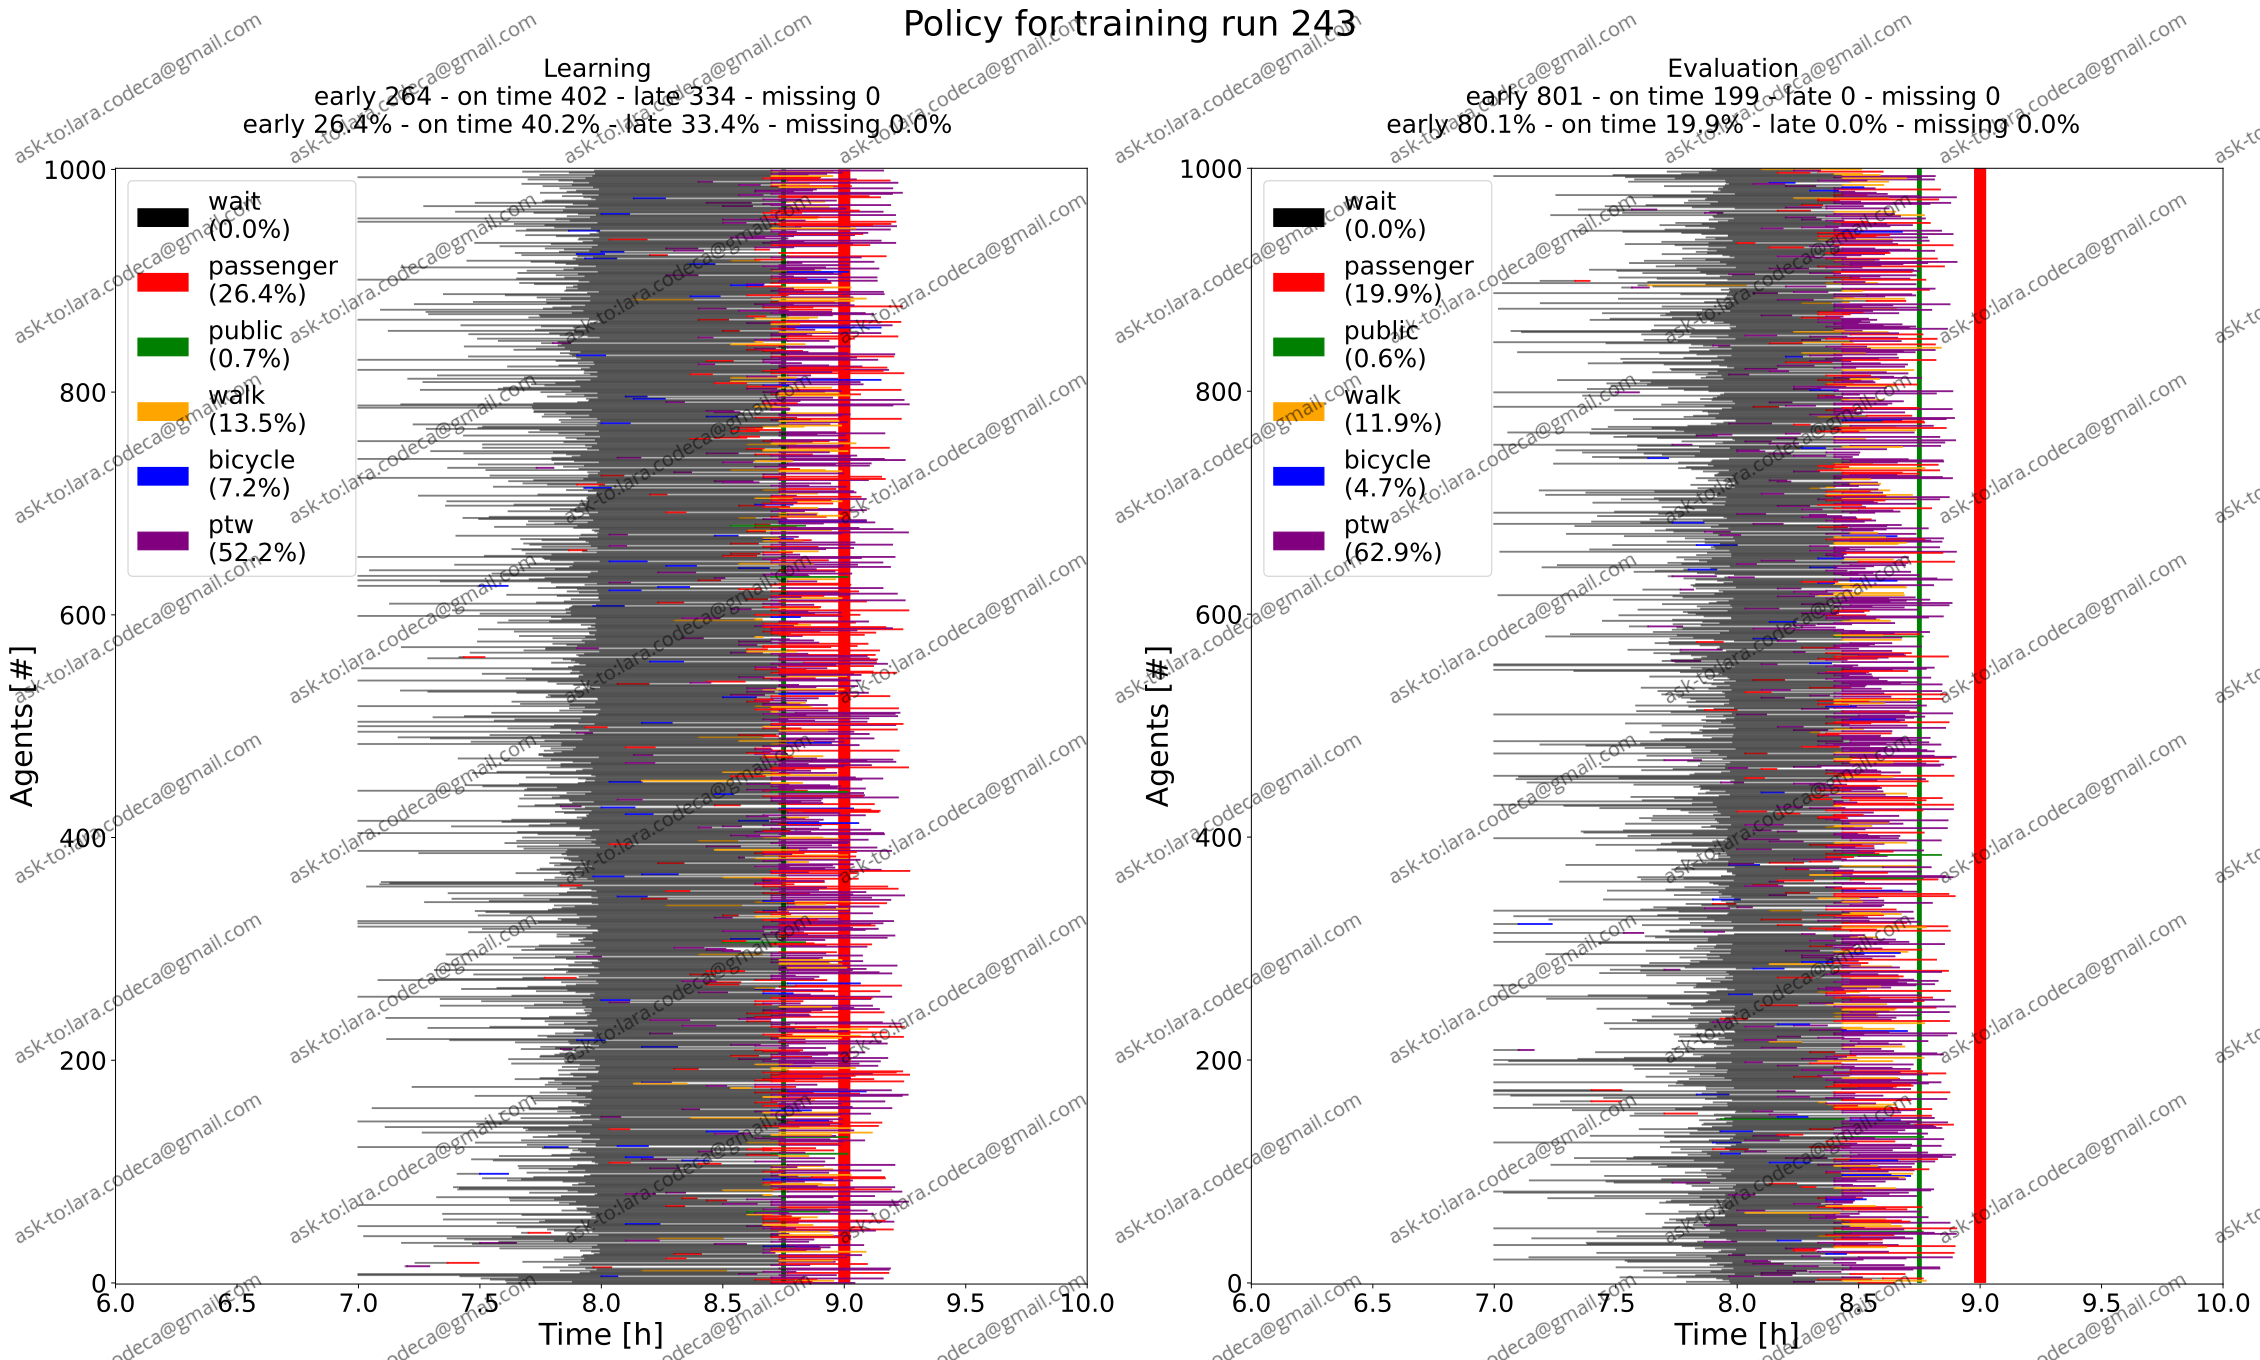 Policy for training run 243
Learning
early 264 - on time 402 - late 334 - missing 0
early 26.4% - on time 40.2% - late 33.4% - missing 0.0%
1000
800
600
400
200
0
Agents [#]
wait
(0.0%)
passenger
(26.4%)
public
(0.7%)
walk
(13.5%)
bicycle
(7.2%)
ptw
(52.2%)
6.0 6.5 7.0 7.5 8.0 8.5 9.0 9.5 10.0
Time [h]
Evaluation
early 801 - on time 199 - late 0 - missing 0
early 80.1% - on time 19.9% - late 0.0% - missing 0.0%
1000
800
600
400
200
0
Agents [#]
wait
(0.0%)
passenger
(19.9%)
public
(0.6%)
walk
(11.9%)
bicycle
(4.7%)
ptw
(62.9%)
6.0 6.5 7.0 7.5 8.0 8.5 9.0 9.5 10.0
Time [h]
ask-to:lara.codeca@gmail.com